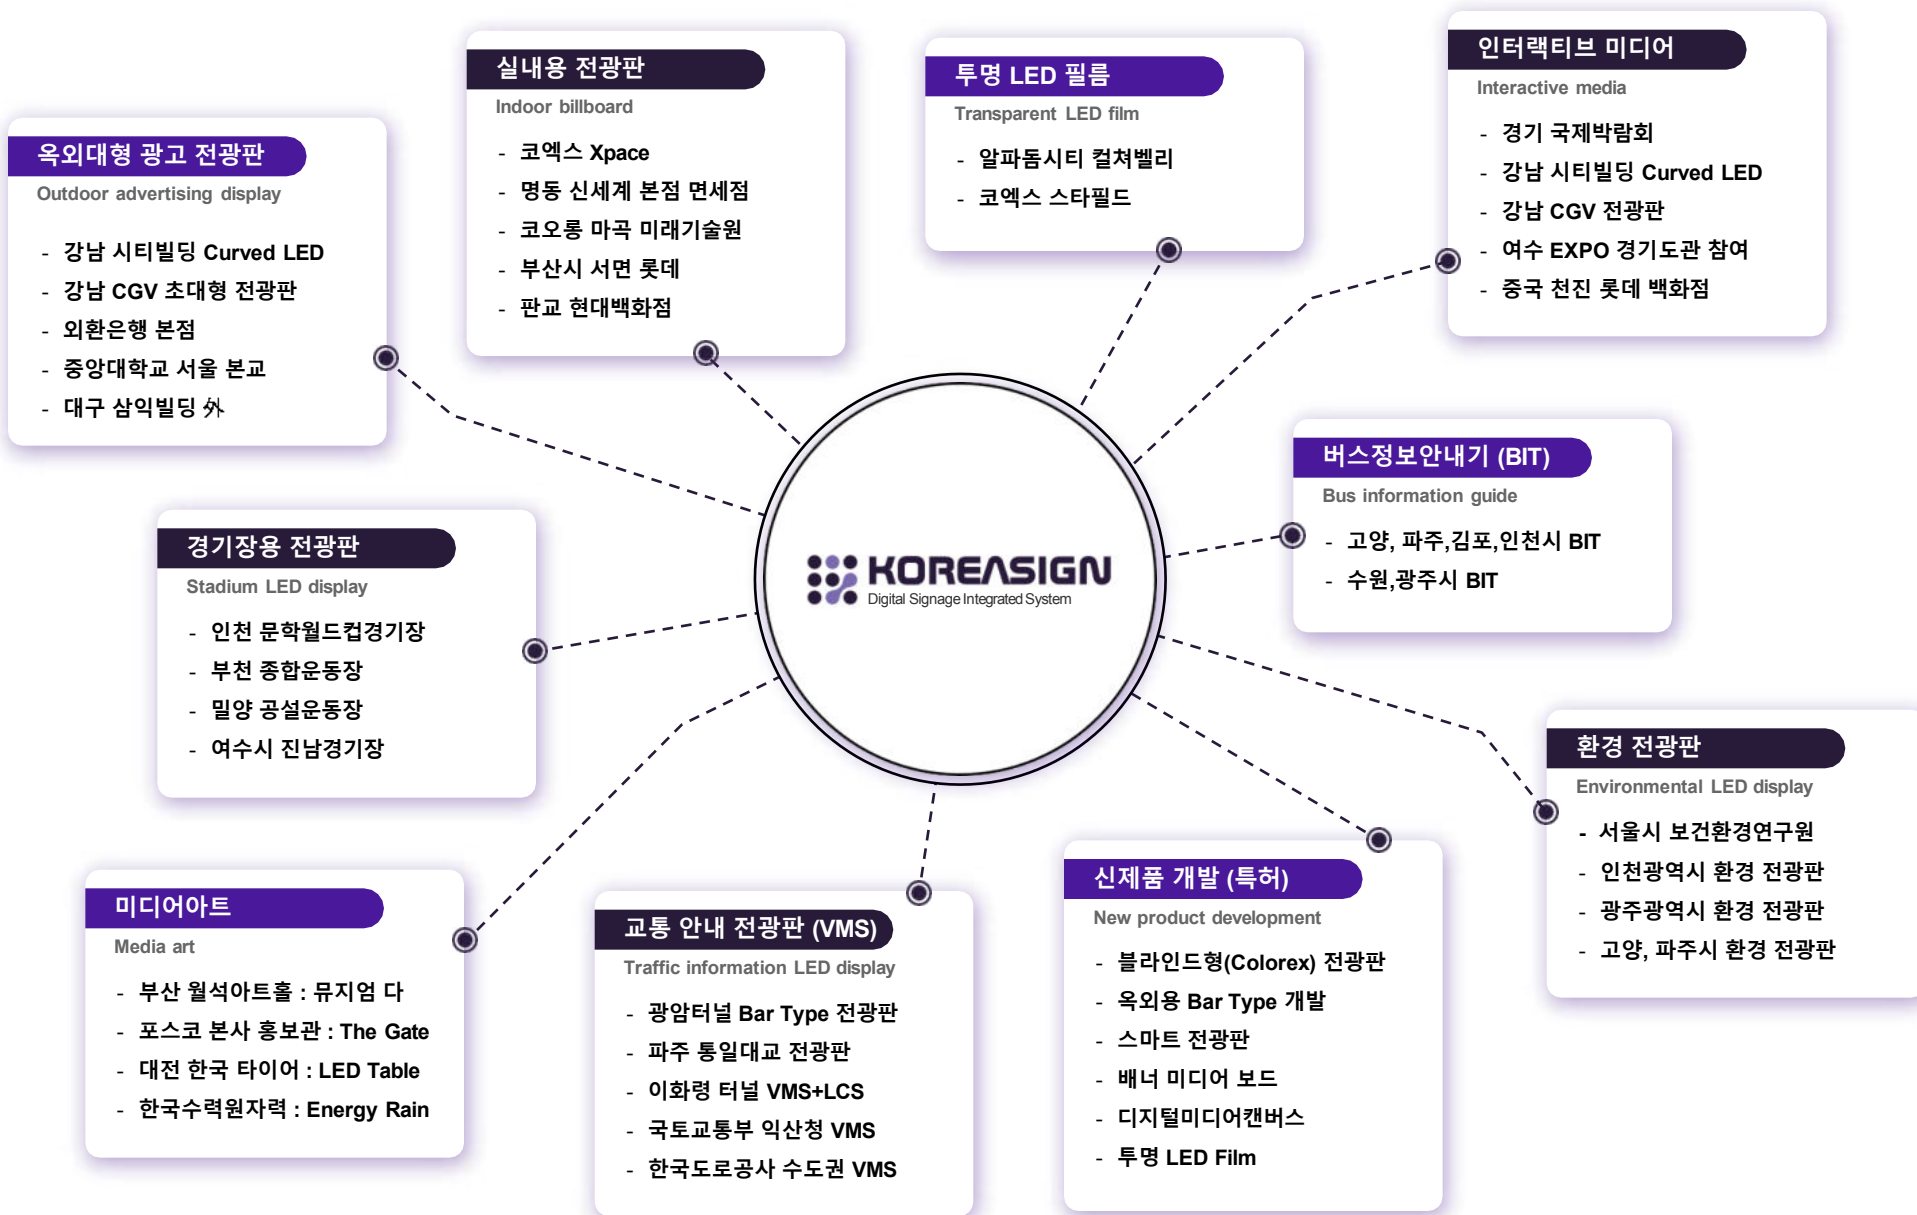 실내용 전광판
Indoor billboard
- 코엑스 Xpace
- 명동 신세계 본점 면세점
- 코오롱 마곡 미래기술원
- 부산시 서면 롯데
- 판교 현대백화점
투명 LED 필름
Transparent LED film
- 알파돔시티 컬쳐벨리
- 코엑스 스타필드
인터랙티브 미디어
Interactive media
- 경기 국제박람회
- 강남 시티빌딩 Curved LED
- 강남 CGV 전광판
- 여수 EXPO 경기도관 참여
- 중국 천진 롯데 백화점
옥외대형 광고 전광판
Outdoor advertising display
- 강남 시티빌딩 Curved LED
- 강남 CGV 초대형 전광판
- 외환은행 본점
- 중앙대학교 서울 본교
- 대구 삼익빌딩 外
버스정보안내기 (BIT)
Bus information guide
- 고양, 파주,김포,인천시 BIT
- 수원,광주시 BIT
경기장용 전광판
Stadium LED display
- 인천 문학월드컵경기장
- 부천 종합운동장
- 밀양 공설운동장
- 여수시 진남경기장
KOREASIGN
Digital Signage Integrated System
환경 전광판
Environmental LED display
- 서울시 보건환경연구원
- 인천광역시 환경 전광판
- 광주광역시 환경 전광판
- 고양, 파주시 환경 전광판
미디어아트
Media art
- 부산 월석아트홀 : 뮤지엄 다
- 포스코 본사 홍보관 : The Gate
- 대전 한국 타이어 : LED Table
- 한국수력원자력 : Energy Rain
교통 안내 전광판 (VMS)
Traffic information LED display
- 광암터널 Bar Type 전광판
- 파주 통일대교 전광판
- 이화령 터널 VMS+LCS
- 국토교통부 익산청 VMS
- 한국도로공사 수도권 VMS
신제품 개발 (특허)
New product development
- 블라인드형(Colorex) 전광판
- 옥외용 Bar Type 개발
- 스마트 전광판
- 배너 미디어 보드
- 디지털미디어캔버스
- 투명 LED Film